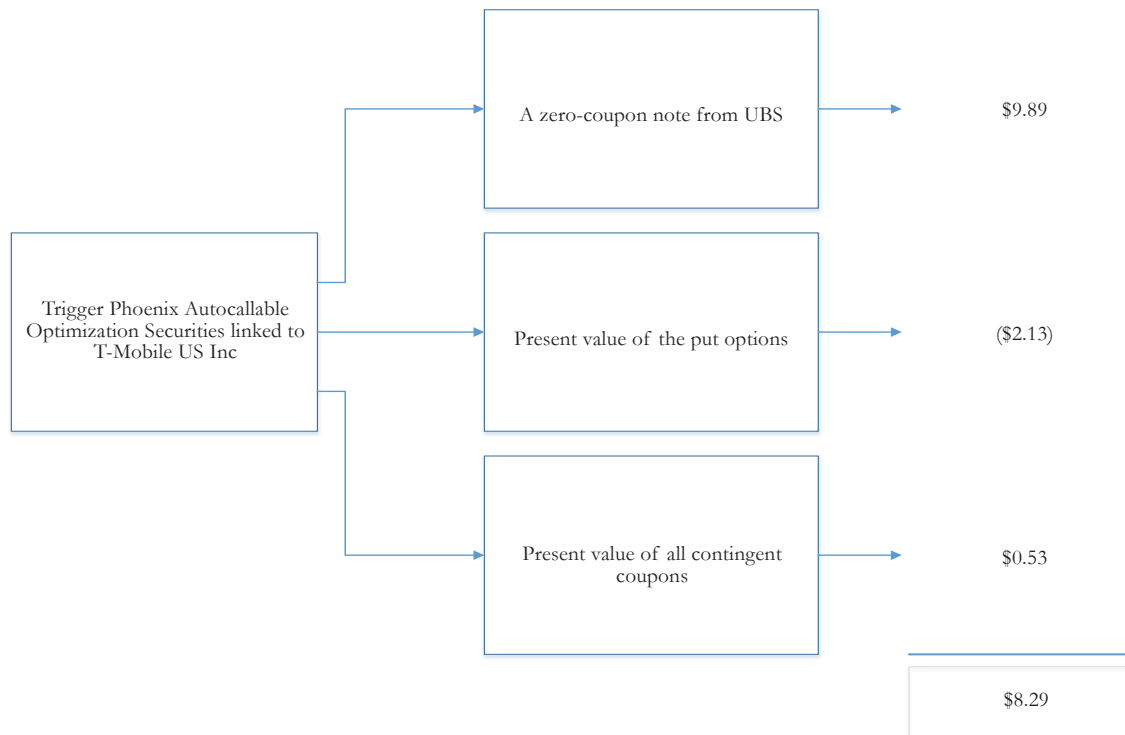 A zero-coupon note from UBS
$9.89
Trigger Phoenix Autocallable
Optimization Securities linked to
T-Mobile US Inc
Present value of the put options
($2.13)
Present value of all contingent
coupons
$0.53
$8.29